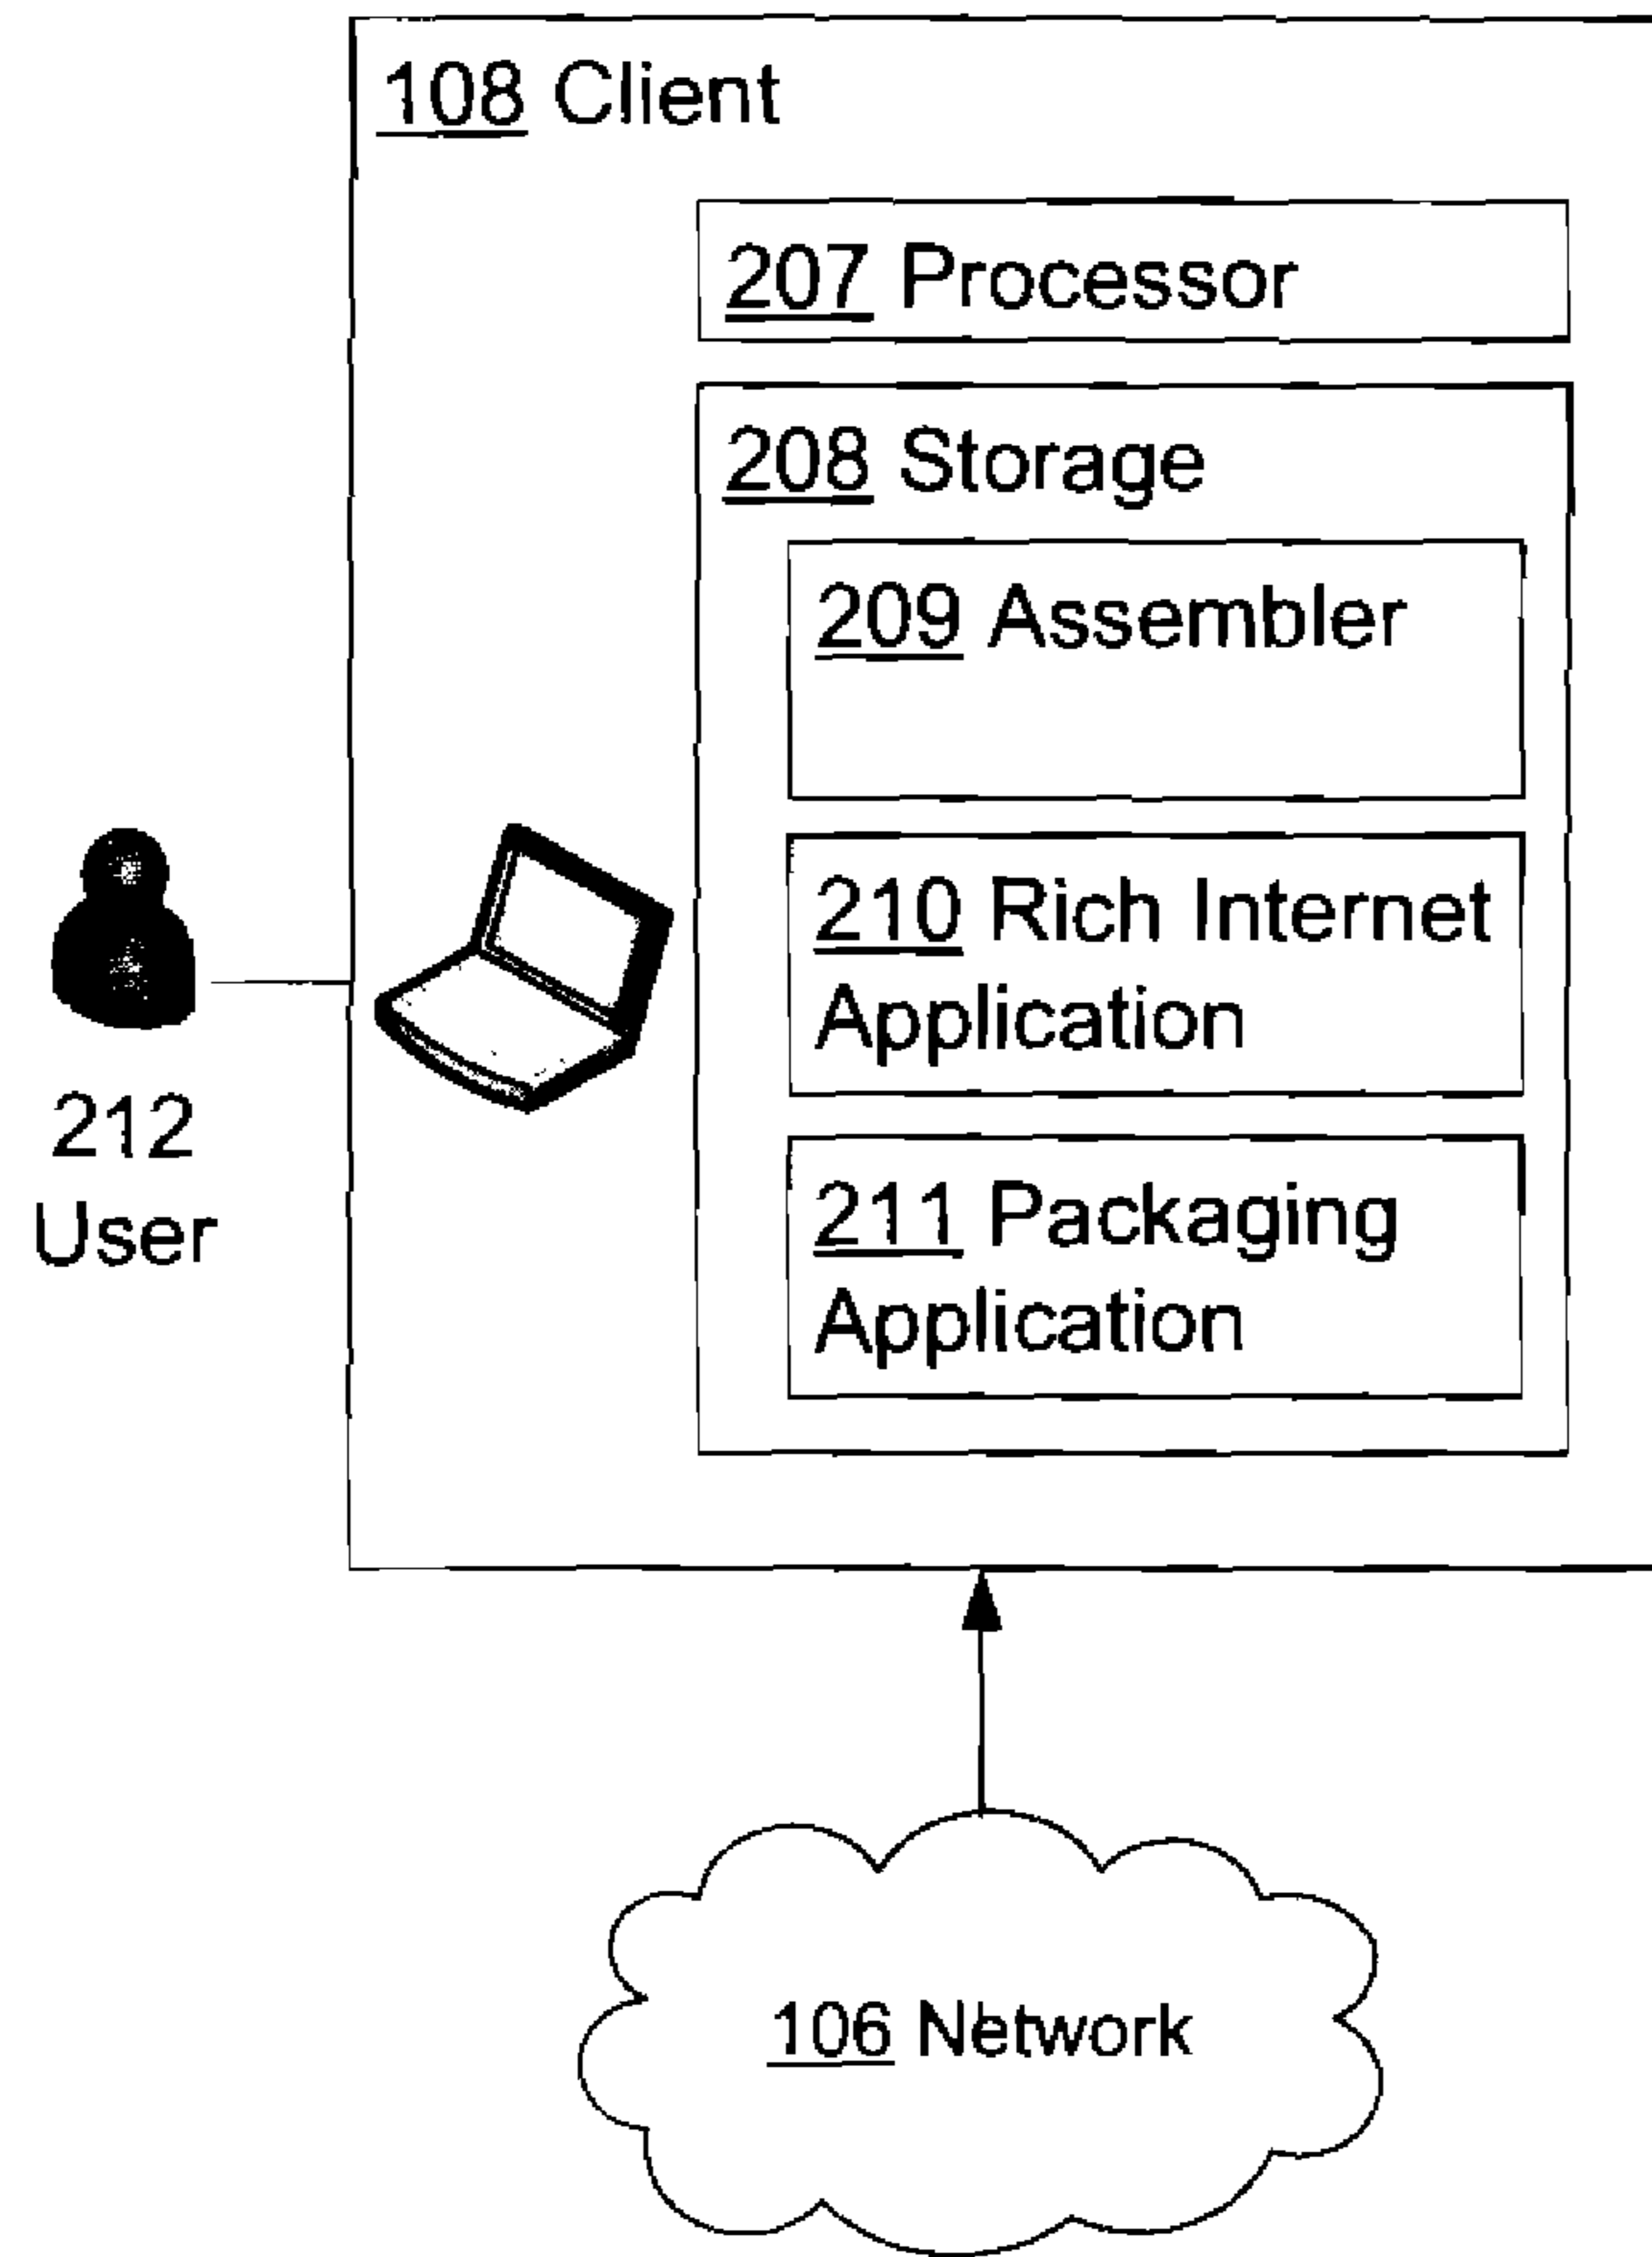 108 Client
207 Processor
208 Storage
209 Assembler
210 Rich Internet
Application
211 Packaging
Application
212
User
106 Network